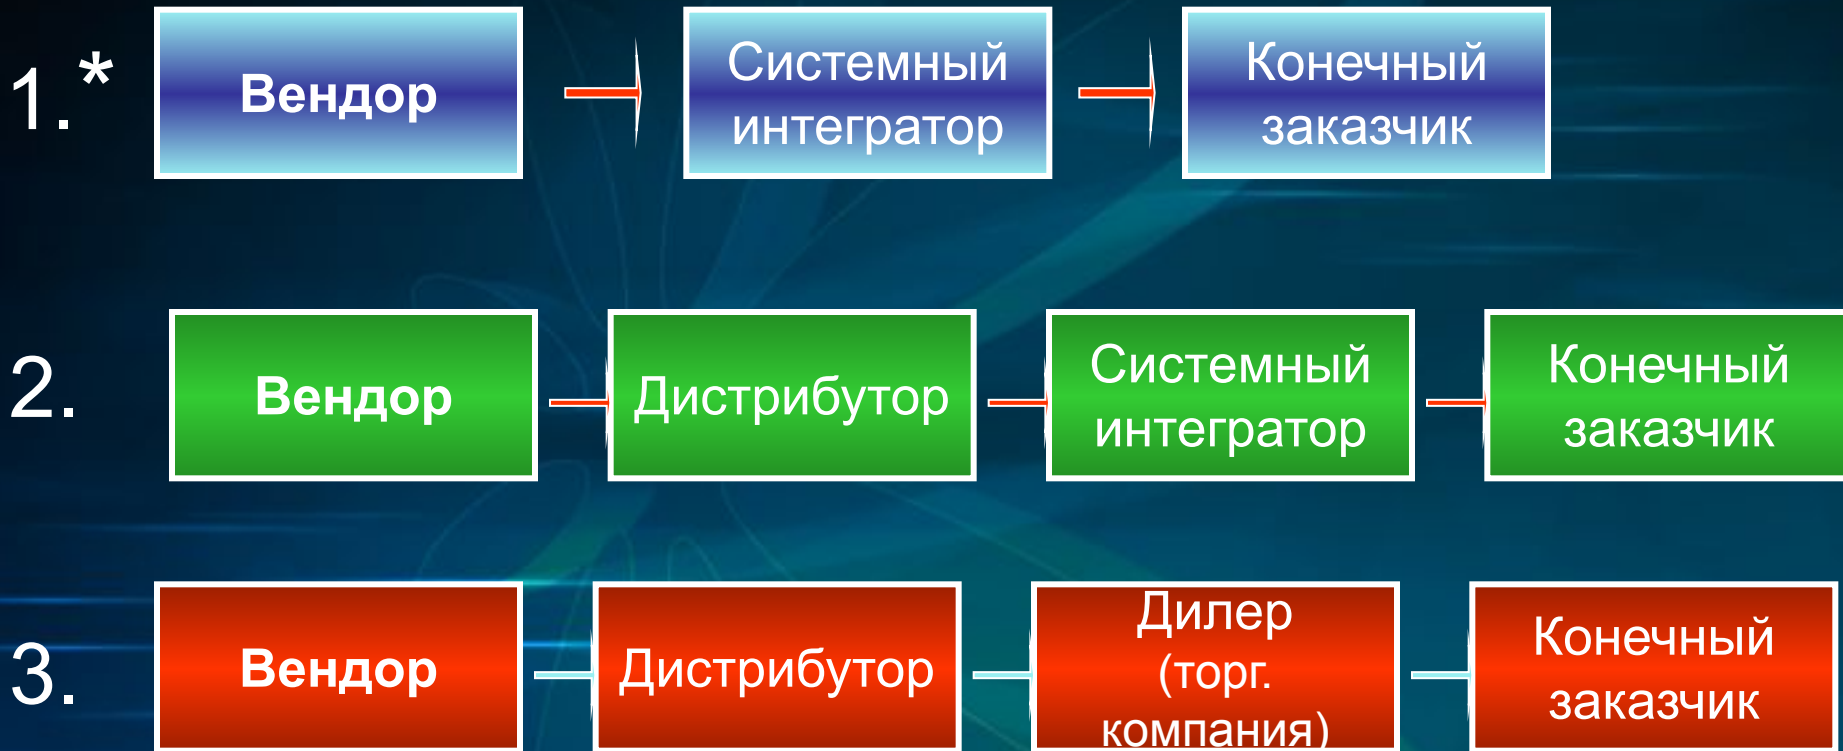 1.*
Вендор
Системный
интегратор
Конечный
заказчик
2.
Вендор
Дистрибутор
Системный
интегратор
Конечный
заказчик
3.
Вендор
Дистрибутор
Дилер
(торг.
компания)
Конечный
заказчик